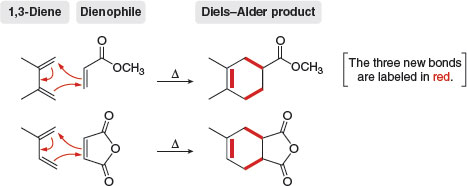 1,3-Diene Dienophile Diels–Alder product
O
OCH3
Δ
O
OCH3
The three new bonds
are labeled in red.
O
O
O
Δ
O
O
O